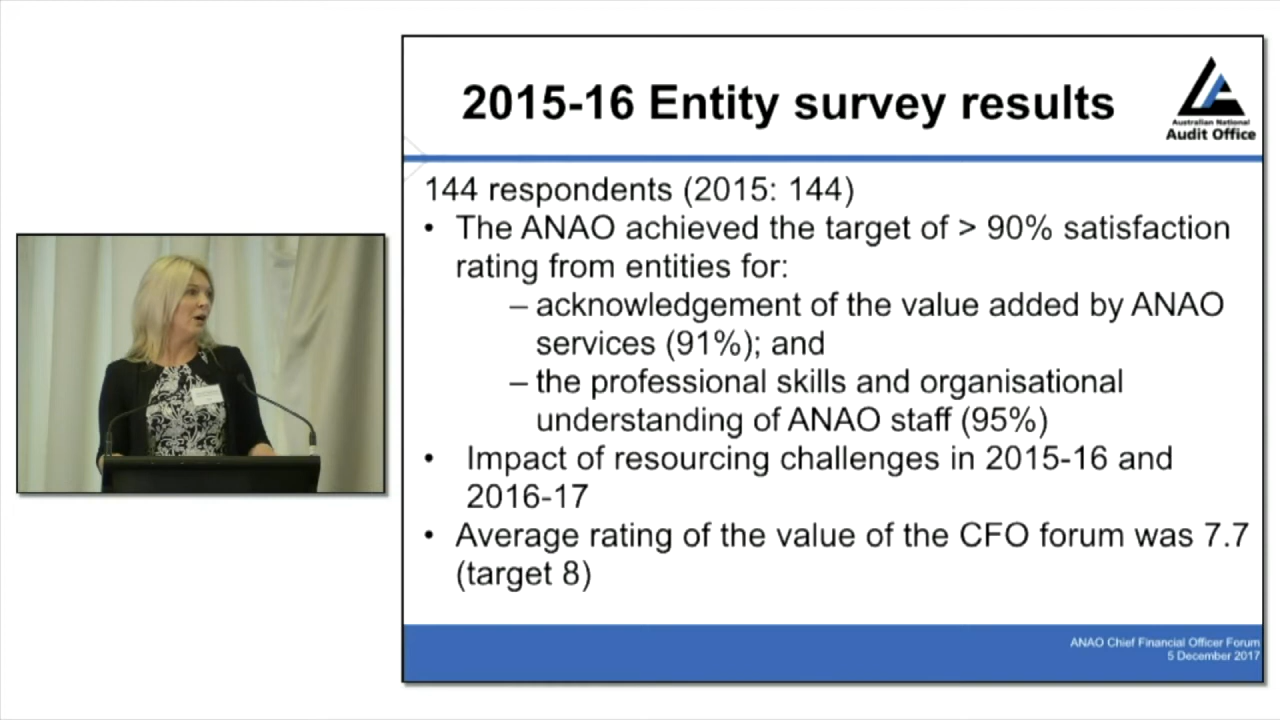 2015-16 Entity survey results
Australian National
Audit Office
144 respondents (2015: 144)
• The ANAO achieved the target of > 90% satisfaction
rating from entities for:
– acknowledgement of the value added by ANAO
services (91%); and
– the professional skills and organisational
understanding of ANAO staff (95%)
• Impact of resourcing challenges in 2015-16 and
2016-17
• Average rating of the value of the CFO forum was 7.7
(target 8)
ANAO Chief Financial Officer Forum
5 December 2017